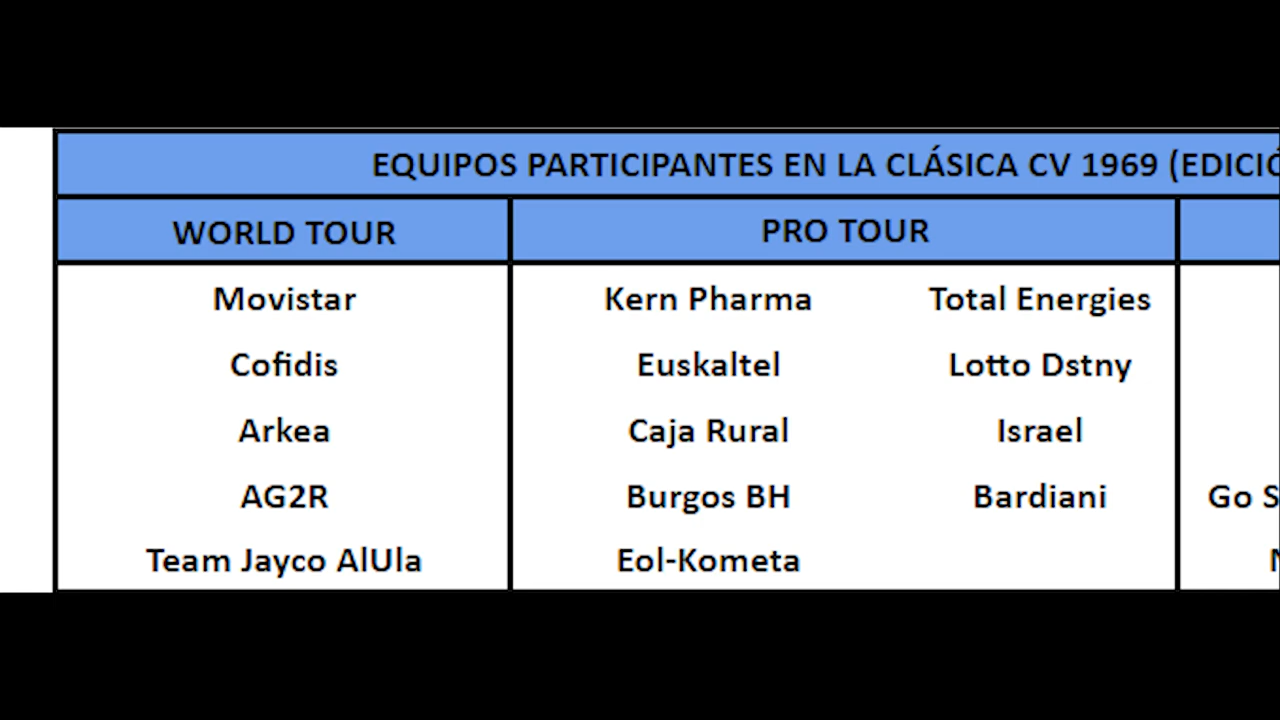 EQUIPOS PARTICIPANTES EN LA CLÁSICA CV 1969
WORLD TOUR PRO TOUR
Movistar Kern Pharma Total Energies
Cofidis Euskaltel Lotto Dstny
Arkea Caja Rural Israel
AG2R Burgos BH Bardiani Go
Team Jayco AlUla Eol-Kometa